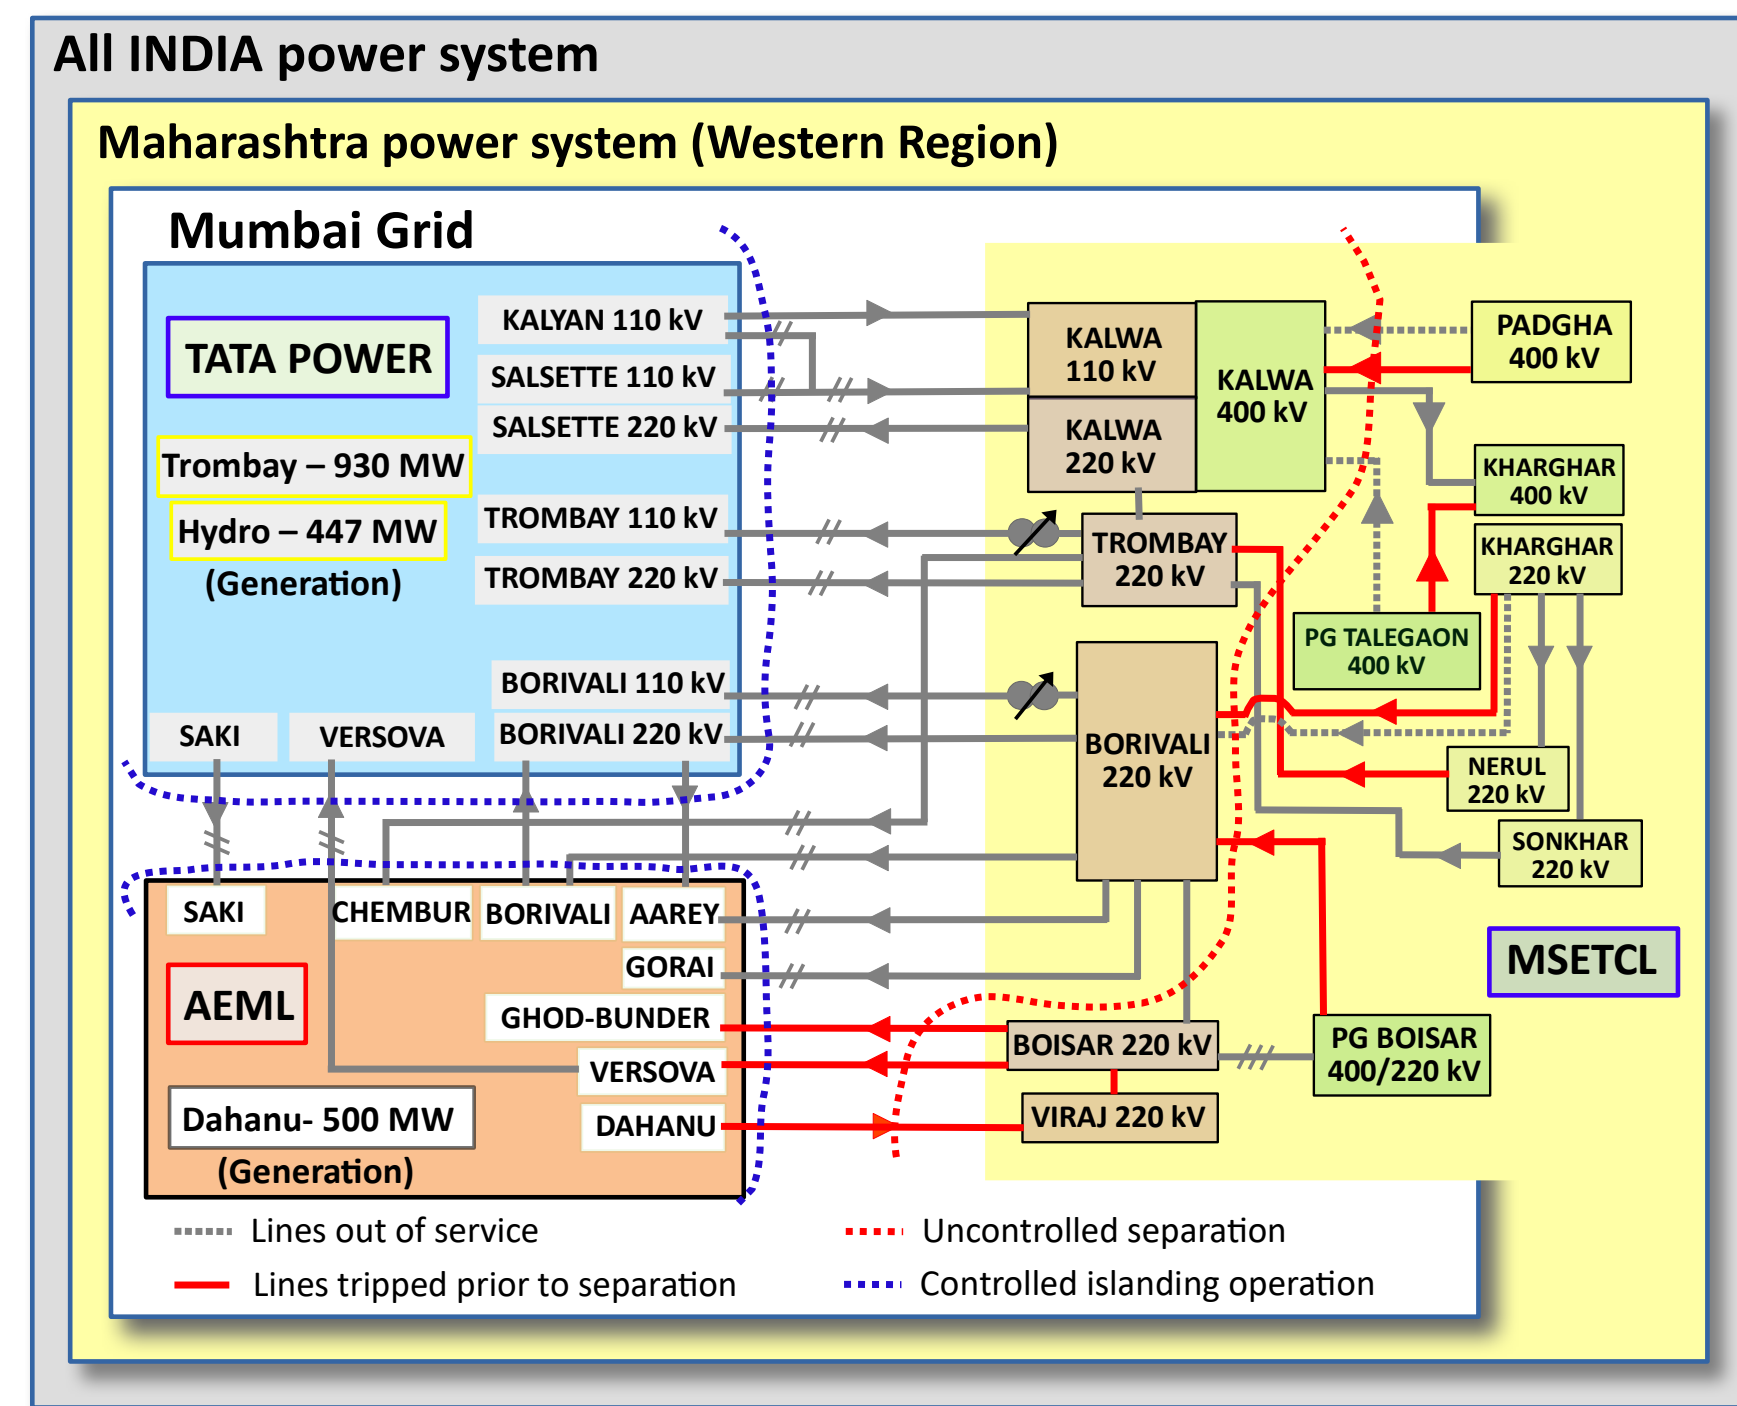 All INDIA power system
Maharashtra power system (Western Region)
Mumbai Grid
TATA POWER
Trombay – 930 MW
Hydro – 447 MW
(Generation)
KALYAN 110 kV
SALSETTE 110 kV
SALSETTE 220 kV
TROMBAY 110 kV
TROMBAY 220 kV
BORIVALI 110 kV
BORIVALI 220 kV
SAKI
VERSOVA
KALWA
110 kV
KALWA
220 kV
KALWA
400 kV
PADGHA
400 kV
KHARGHAR
400 kV
KHARGHAR
220 kV
TROMBAY
220 kV
PG TALEGAON
400 kV
BORIVALI
220 kV
NERUL
220 kV
SONKHAR
220 kV
MSETCL
SAKI
CHEMBUR
BORIVALI
AAREY
GORAI
GHOD-BUNDER
VERSOVA
DAHANU
AEML
Dahanu- 500 MW
(Generation)
BOISAR 220 kV
VIRAJ 220 kV
PG BOISAR
400/220 kV
Lines out of service
Uncontrolled separation
Lines tripped prior to separation
Controlled islanding operation